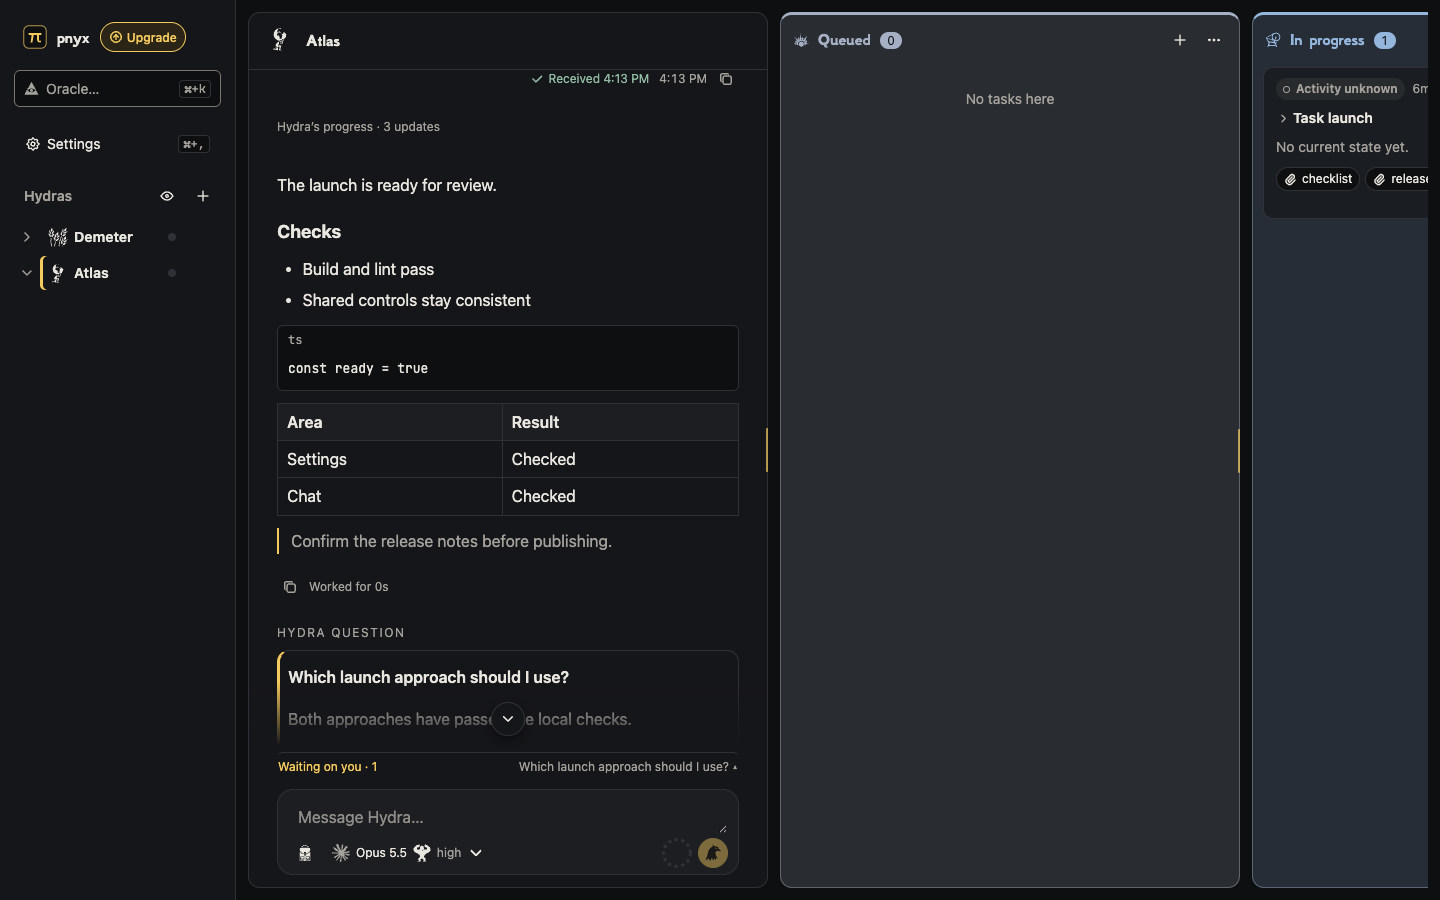 pnyx
Upgrade
Oracle...
⌘+k
Settings
⌘+,
Hydras
Demeter
Atlas
Atlas
Received 4:13 PM 4:13 PM
Hydra's progress · 3 updates
The launch is ready for review.
Checks
• Build and lint pass
• Shared controls stay consistent
ts
const ready = true
Area Result
Settings Checked
Chat Checked
Confirm the release notes before publishing.
Worked for 0s
HYDRA QUESTION
Which launch approach should I use?
Both approaches have passe e local checks.
Waiting on you · 1
Which launch approach should I use?
Message Hydra...
Opus 5.5 high
Queued 0
No tasks here
In progress 1
Activity unknown 6m
Task launch
No current state yet.
checklist
release